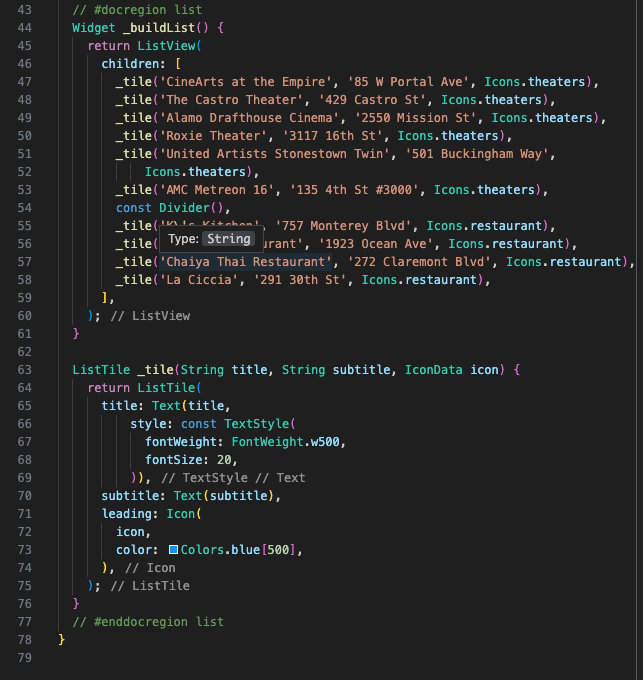 43 // #docregion list
44 Widget _buildList() {
45 return ListView(
46 children: [
47 _tile('CineArts at the Empire', '85 W Portal Ave', Icons.theaters),
48 _tile('The Castro Theater', '429 Castro St', Icons.theaters),
49 _tile('Alamo Drafthouse Cinema', '2550 Mission St', Icons.theaters),
50 _tile('Roxie Theater', '3117 16th St', Icons.theaters),
51 _tile('United Artists Stonestown Twin', '501 Buckingham Way',
52 Icons.theaters),
53 _tile('AMC Metreon 16', '135 4th St #3000', Icons.theaters),
54 const Divider(),
55 _tile('K\'s Kitchen', '757 Monterey Blvd', Icons.restaurant),
Type: String
56 _tile( urant', '1923 Ocean Ave', Icons.restaurant),
57 _tile('Chaiya Thai Restaurant', '272 Claremont Blvd', Icons.restaurant),
58 _tile('La Ciccia', '291 30th St', Icons.restaurant),
59 ],
60 ); // ListView
61 }
62
63 ListTile _tile(String title, String subtitle, IconData icon) {
64 return ListTile(
65 title: Text(title,
66 style: const TextStyle(
67 fontWeight: FontWeight.w500,
68 fontSize: 20,
69 )), // TextStyle // Text
70 subtitle: Text(subtitle),
71 leading: Icon(
72 icon,
73 color: Colors.blue[500],
74 ), // Icon
75 ); // ListTile
76 }
77 // #enddocregion list
78 }
79